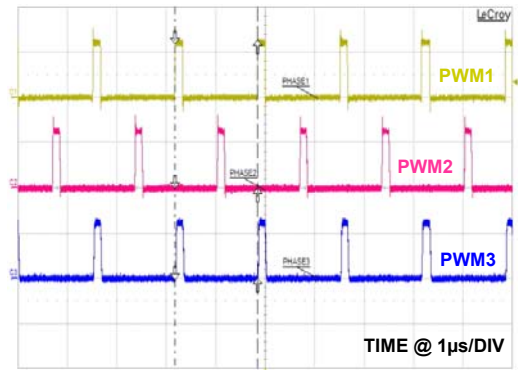 LeCroy
PWM1
PHASE1
PWM2
PHASE2
PWM3
PHASE3
TIME @ 1µs/DIV